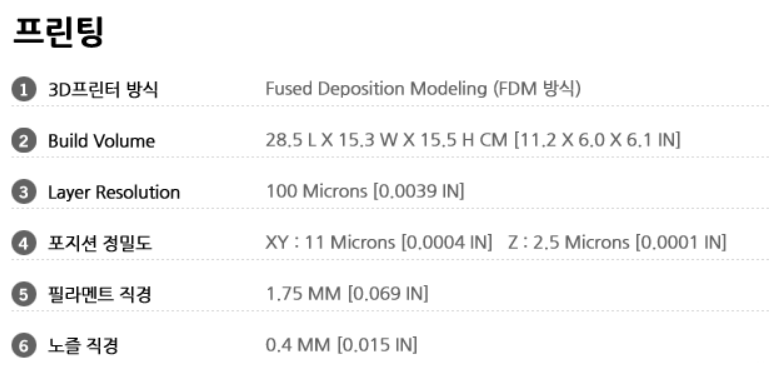 프린팅
1 3D프린터 방식 Fused Deposition Modeling (FDM 방식)
2 Build Volume 28.5 L X 15.3 W X 15.5 H CM [11.2 X 6.0 X 6.1 IN]
3 Layer Resolution 100 Microns [0.0039 IN]
4 포지션 정밀도 XY : 11 Microns [0.0004 IN] Z : 2.5 Microns [0.0001 IN]
5 필라멘트 직경 1.75 MM [0.069 IN]
6 노즐 직경 0.4 MM [0.015 IN]